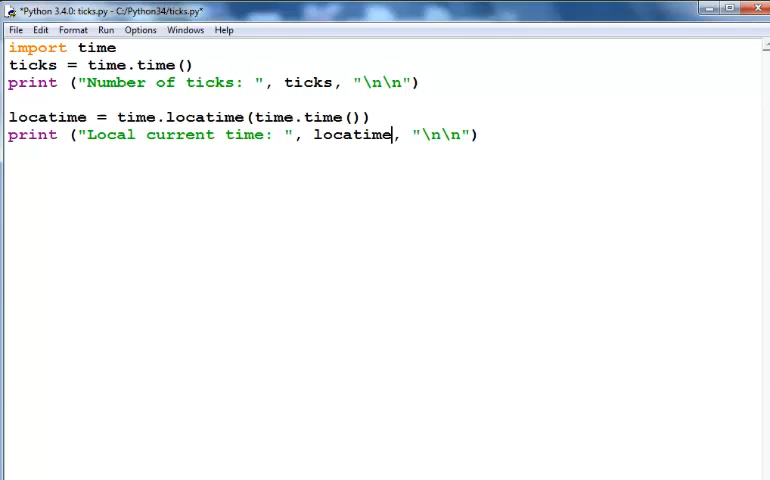 *Python 3.4.0: ticks.py - C:/Python34/ticks.py*
File Edit Format Run Options Windows Help
import time
ticks = time.time()
print ("Number of ticks: ", ticks, "\n\n")
locatime = time.locatime(time.time())
print ("Local current time: ", locatime, "\n\n")